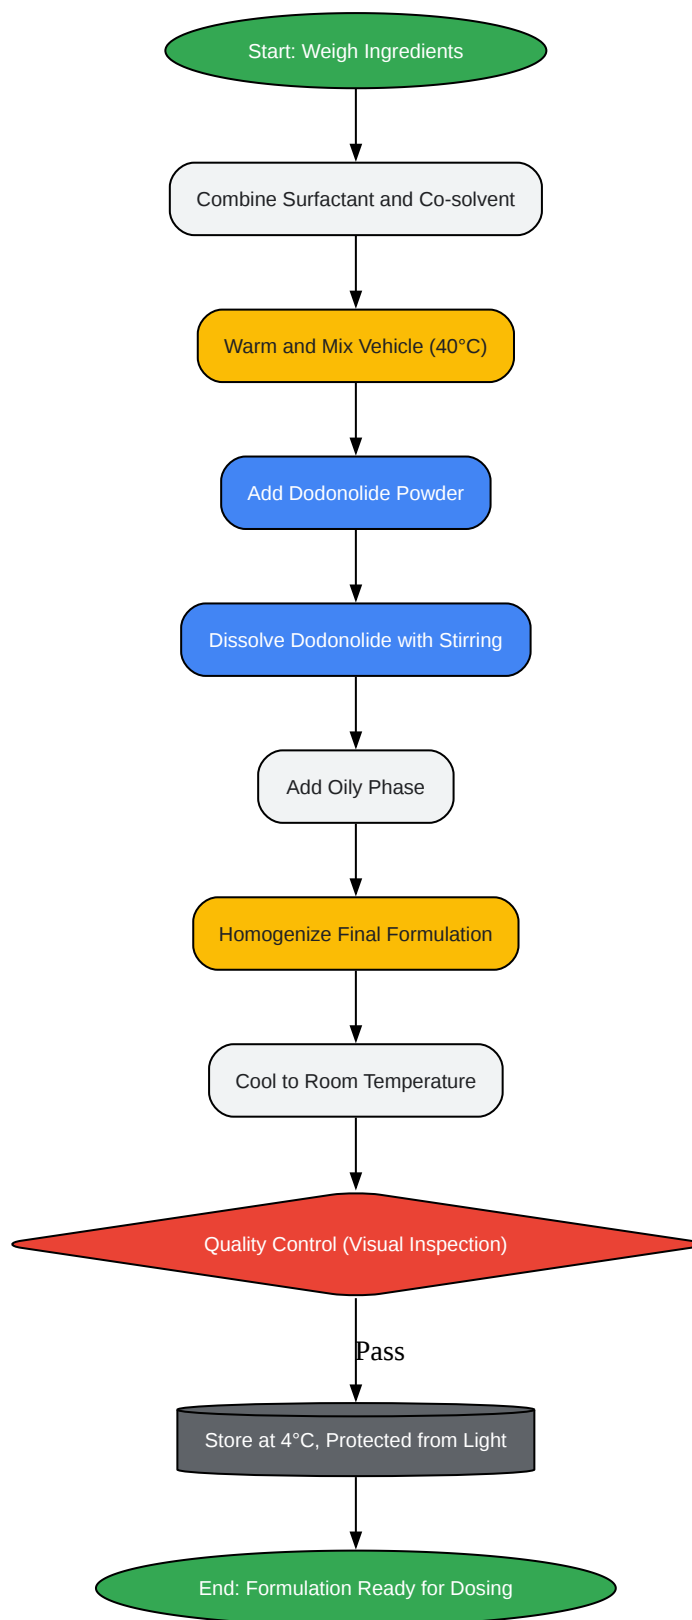 Start: Weigh Ingredients
Combine Surfactant and Co-solvent
Warm and Mix Vehicle (40°C)
Add Dodonolide Powder
Dissolve Dodonolide with Stirring
Add Oily Phase
Homogenize Final Formulation
Cool to Room Temperature
Quality Control (Visual Inspection)
Pass
Store at 4°C, Protected from Light
End: Formulation Ready for Dosing